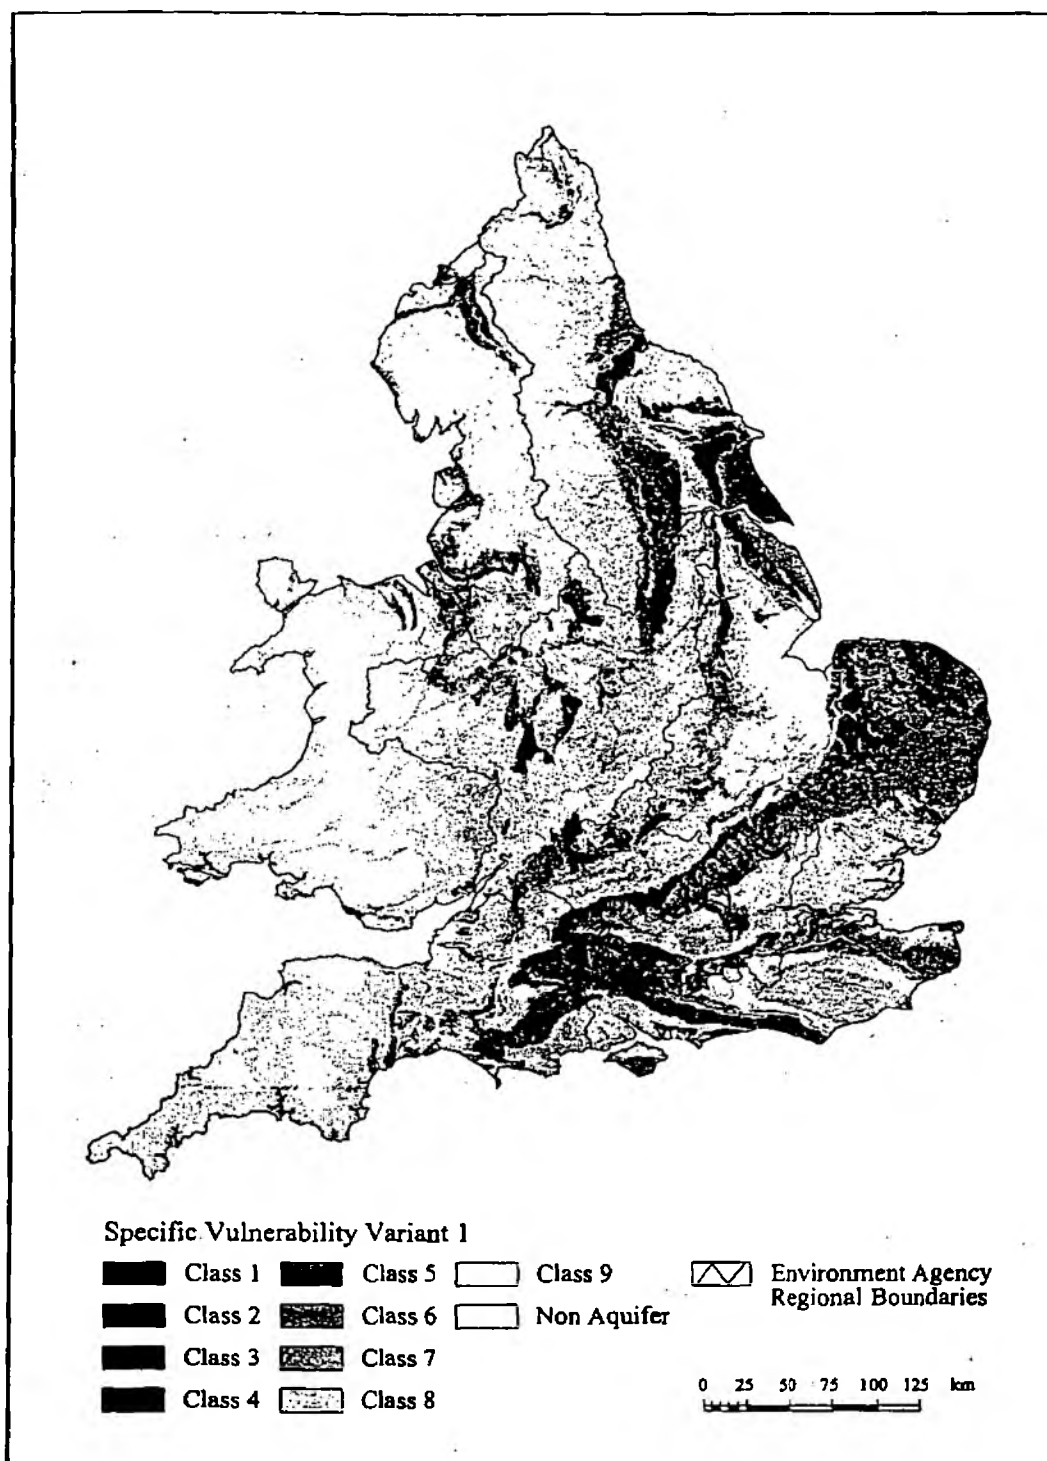 Specific Vulnerability Variant 1
Class 1 Class 5 Class 9 Environment Agency
Regional Boundaries
Class 2 Class 6 Non Aquifer
Class 3 Class 7
Class 4 Class 8
0 25 50 75 100 125 km